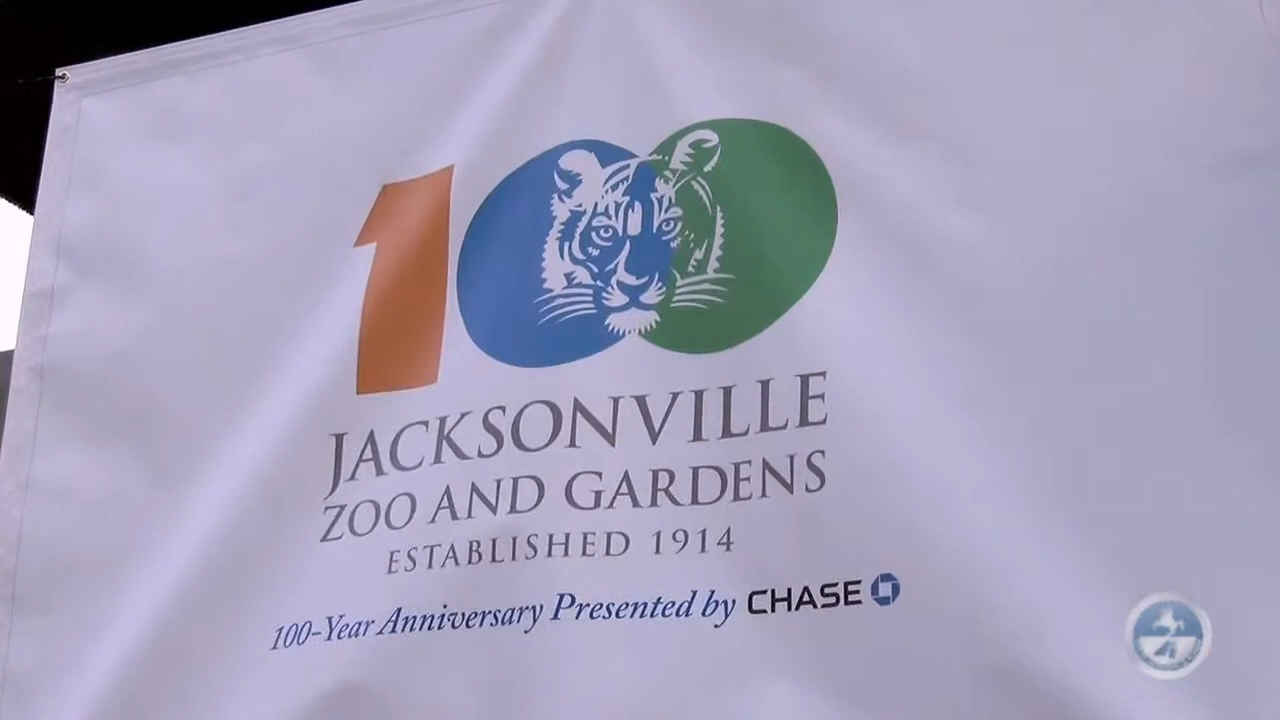 100
JACKSONVILLE
ZOO AND GARDENS
ESTABLISHED 1914
100-Year Anniversary Presented by CHASE